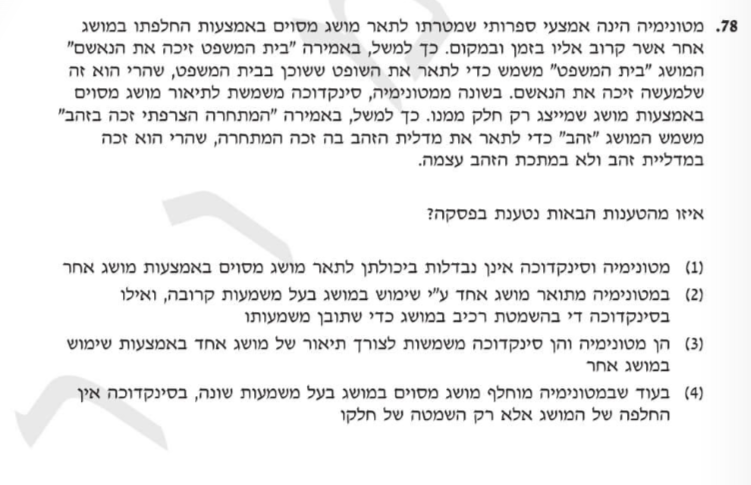 78. מטונימיה הינה אמצעי ספרותי שמטרתו לתאר מושג מסוים באמצעות החלפתו במושג
אחר אשר קרוב אליו בזמן ובמקום. כך למשל, באמירה "בית המשפט זיכה את הנאשם"
המושג "בית המשפט" משמש כדי לתאר את השופט ששוכן בבית המשפט, שהרי הוא זה
שלמעשה זיכה את הנאשם. בשונה ממטונימיה, סינקדוכה משמשת לתיאור מושג מסוים
באמצעות מושג שמייצג רק חלק ממנו. כך למשל, באמירה "המתחרה הצרפתי זכה בזהב"
משמש המושג "זהב" כדי לתאר את מדלית הזהב בה זכה המתחרה, שהרי הוא זכה
במדליית זהב ולא במתכת הזהב עצמה.
איזו מהטענות הבאות נטענת בפסקה?
(1) מטונימיה וסינקדוכה אינן נבדלות ביכולתן לתאר מושג מסוים באמצעות מושג אחר
(2) במטונימיה מתואר מושג אחד ע"י שימוש במושג בעל משמעות קרובה, ואילו
בסינקדוכה די בהשמטת רכיב במושג כדי שתובן משמעותו
(3) הן מטונימיה והן סינקדוכה משמשות לצורך תיאור של מושג אחד באמצעות שימוש
במושג אחר
(4) בעוד שבמטונימיה מוחלף מושג מסוים במושג בעל משמעות שונה, בסינקדוכה אין
החלפה של המושג אלא רק השמטה של חלקו